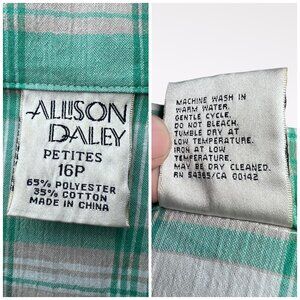 ALLISON
DALEY
PETITES
16P
65% POLYESTER
35% COTTON
MADE IN CHINA
MACHINE WASH IN
WARM WATER.
GENTLE CYCLE.
DO NOT BLEACH.
TUMBLE DRY AT
LOW TEMPERATURE.
IRON AT LOW
TEMPERATURE.
MAY BE DRY CLEANED.
RN 54365/CA 00142